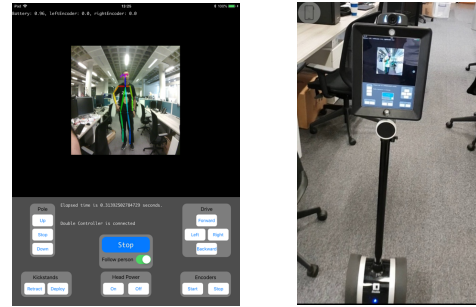 iPad
12:05
100%
Battery: 0.96, leftEncoder: 0.0, rightEncoder: 0.0
Elapsed time is 0.31392502784729 seconds.
Double Controller is connected
Pole
Up
Stop
Down
Stop
Follow person
Drive
Forward
Left
Right
Backward
Kickstands
Retract
Deploy
Head Power
On
Off
Encoders
Start
Stop